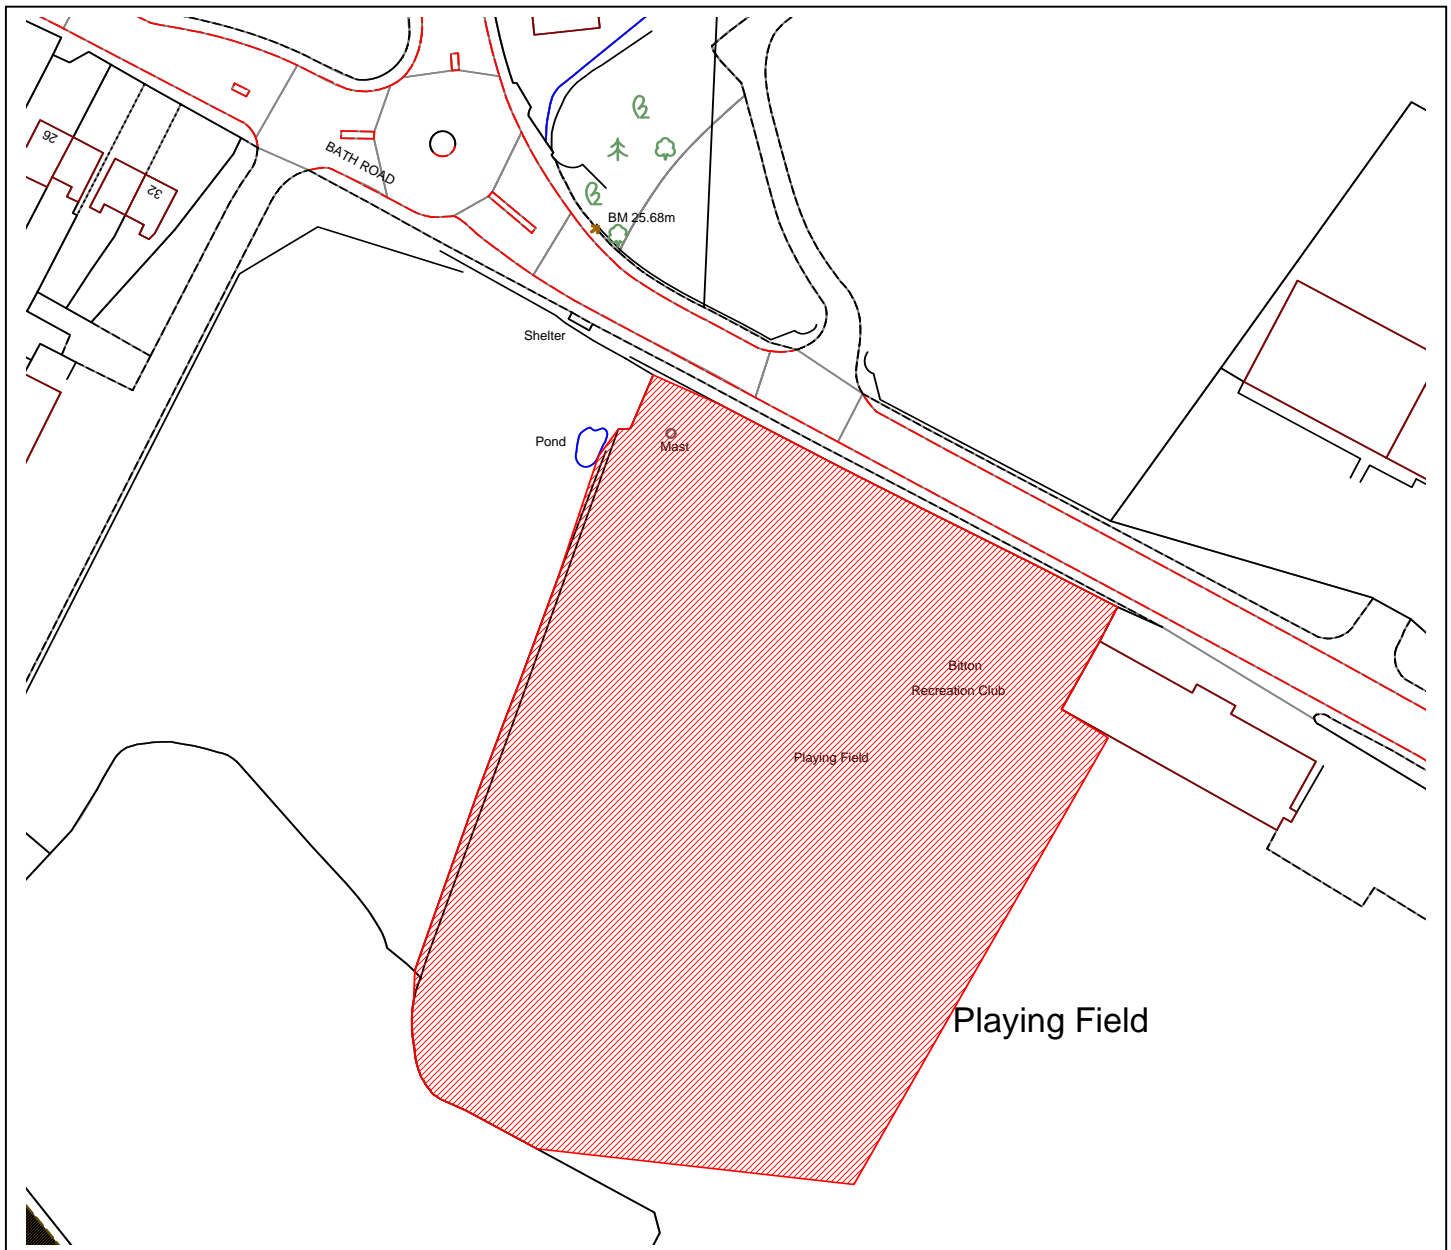 26
32
BATH ROAD
BM 25.68m
Shelter
Pond
Mast
Bitton
Recreation Club
Playing Field
Playing Field